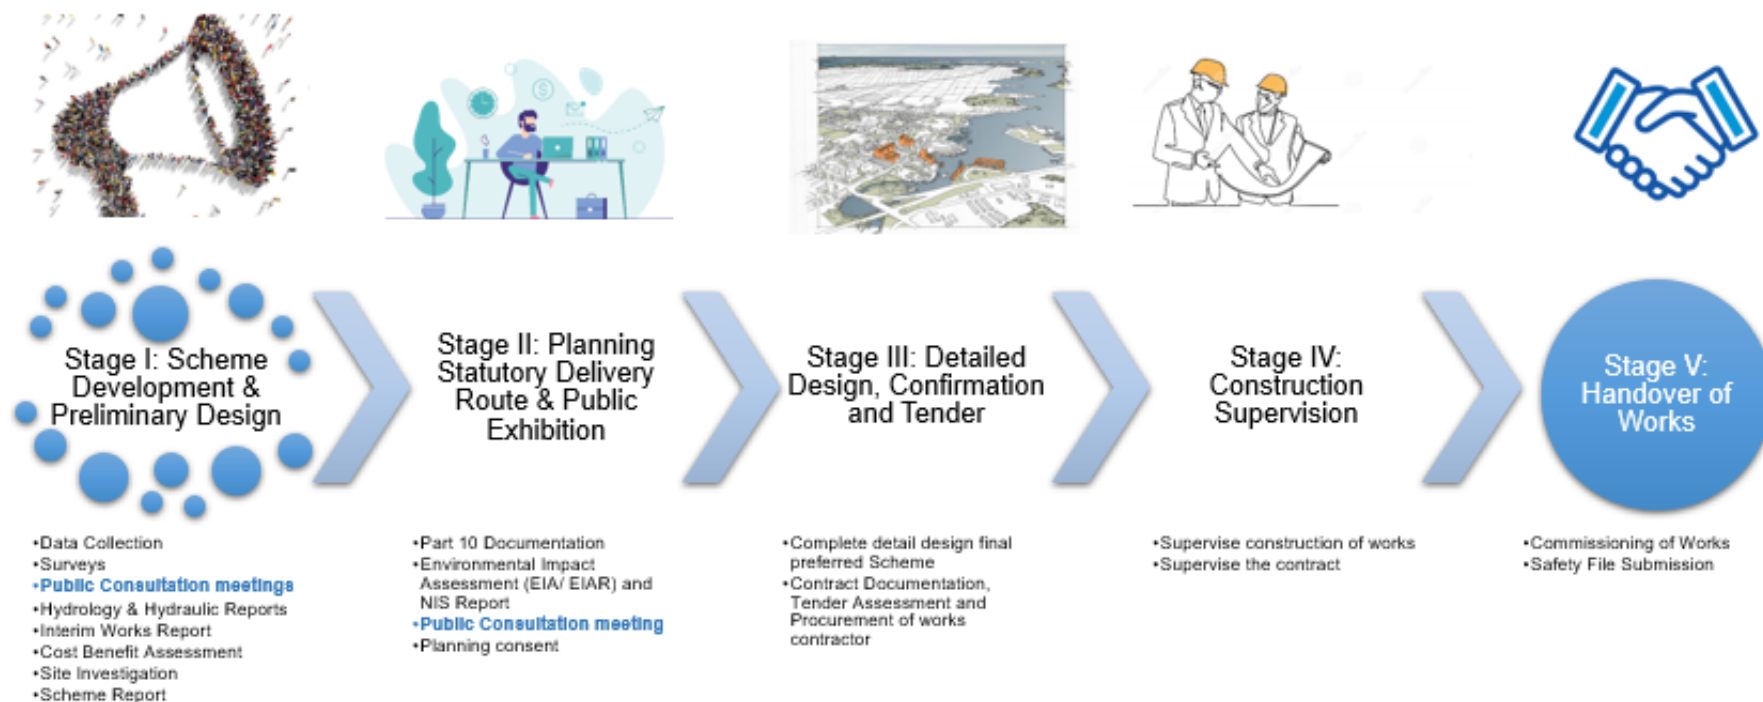 Stage I: Scheme
Development &
Preliminary Design
Stage II: Planning
Statutory Delivery
Route & Public
Exhibition
Stage III: Detailed
Design, Confirmation
and Tender
Stage IV:
Construction
Supervision
Stage V:
Handover of
Works
•Data Collection
•Surveys
•Public Consultation meetings
•Hydrology & Hydraulic Reports
•Interim Works Report
•Cost Benefit Assessment
•Site Investigation
•Scheme Report
•Part 10 Documentation
•Environmental Impact
Assessment (EIA/ EIAR) and
NIS Report
•Public Consultation meeting
•Planning consent
•Complete detail design final
preferred Scheme
•Contract Documentation,
Tender Assessment and
Procurement of works
contractor
•Supervise construction of works
•Supervise the contract
•Commissioning of Works
•Safety File Submission